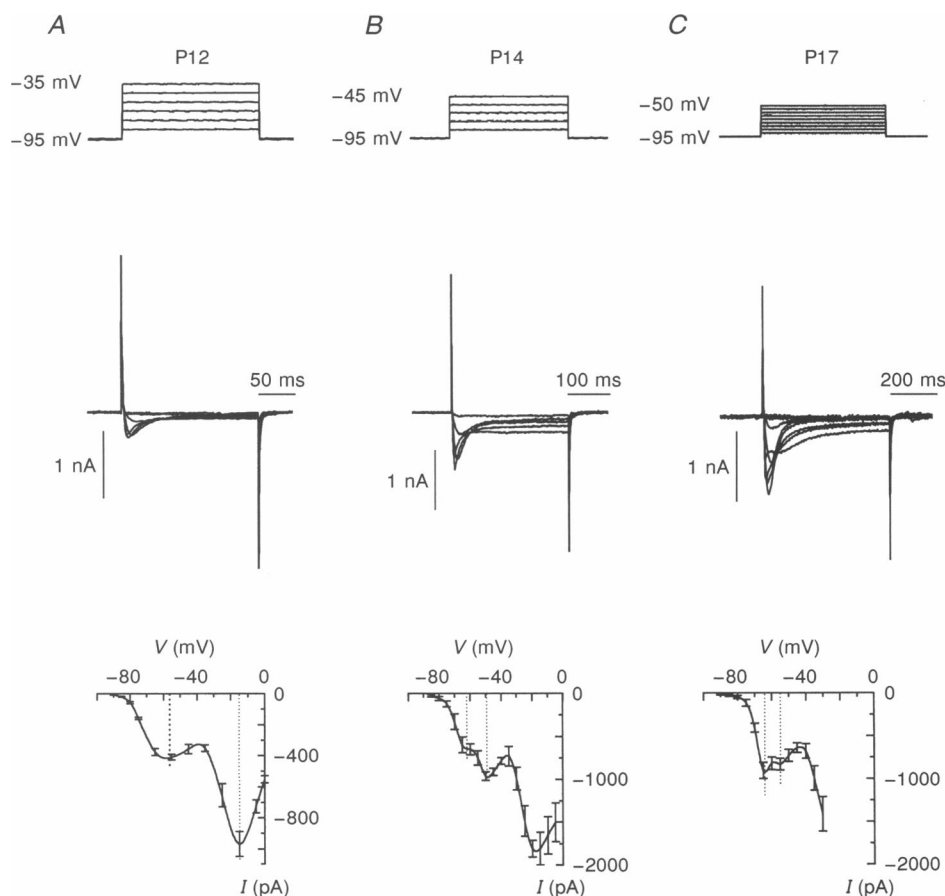 A B C
P12 P14 P17
−35 mV −45 mV −50 mV
−95 mV −95 mV −95 mV
50 ms 100 ms 200 ms
1 nA 1 nA 1 nA
V (mV) V (mV) V (mV)
−80 −40 0 −80 −40 0 −80 −40 0
0 0 0
−400 −1000 −1000
−800 −2000 −2000
I (pA) I (pA) I (pA)